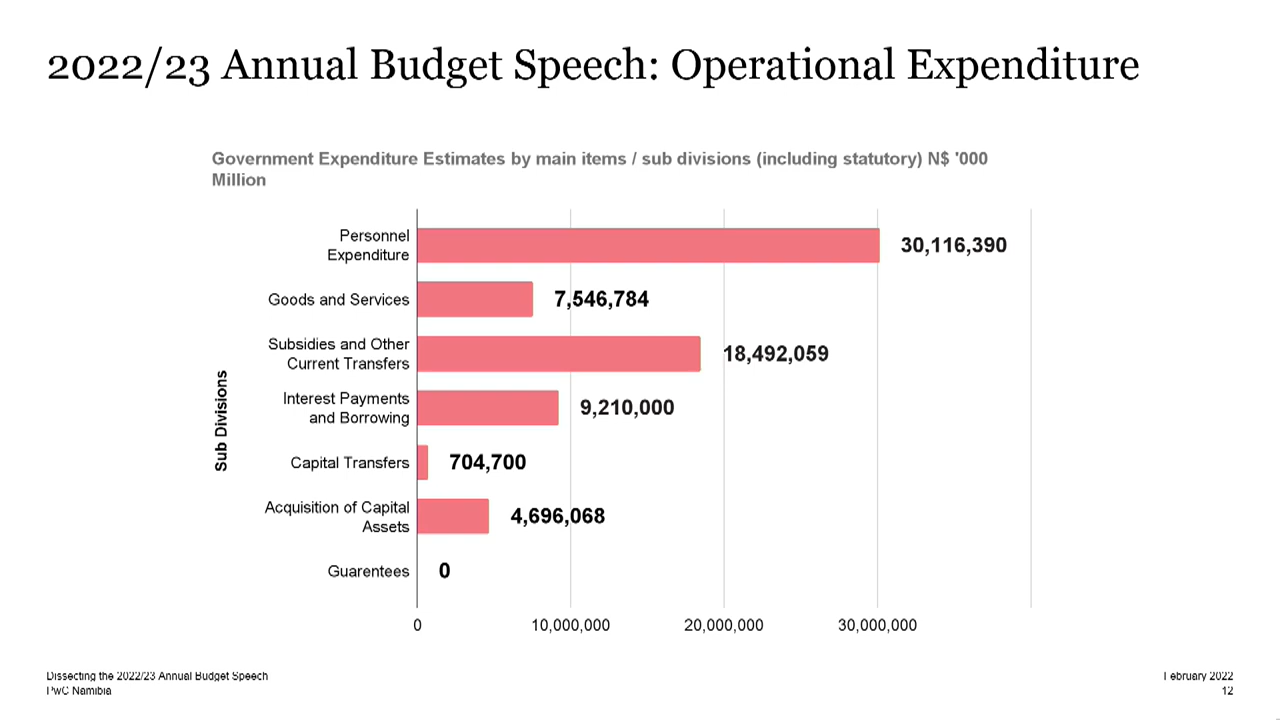 2022/23 Annual Budget Speech: Operational Expenditure
Government Expenditure Estimates by main items / sub divisions (including statutory) N$ '000
Million
Sub Divisions
Personnel
Expenditure
30,116,390
Goods and Services
7,546,784
Subsidies and Other
Current Transfers
18,492,059
Interest Payments
and Borrowing
9,210,000
Capital Transfers
704,700
Acquisition of Capital
Assets
4,696,068
Guarentees
0
0
10,000,000
20,000,000
30,000,000
Dissecting the 2022/23 Annual Budget Speech
PwC Namibia
February 2022
12